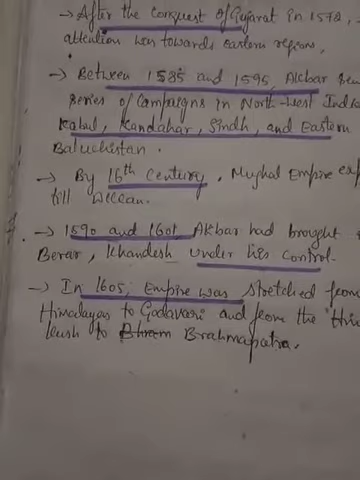 → After the Conquest of Gujarat in 1572,
attention was towards eastern regions.
→ Between 1585 and 1595, Akbar
series of Campaigns in North-West India
Kabul, Kandahar, Sindh, and Eastern
Baluchistan.
→ By 16th Century, Mughal Empire
till Deccan.
→ 1590 and 1601 Akbar had brought
Berar, Khandesh under his control.
→ In 1605, Empire was stretched from
Himalayas to Godavari and from the
kush to Brahmaputra.